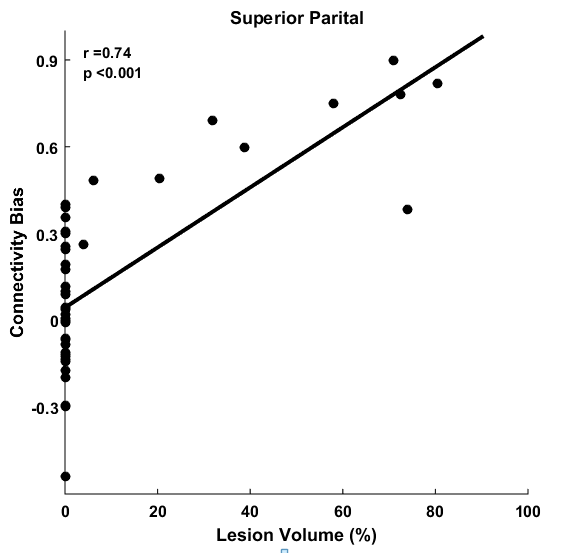 Superior Parital
r =0.74
p <0.001
0.9
0.6
0.3
0
-0.3
Connectivity Bias
0 20 40 60 80 100
Lesion Volume (%)